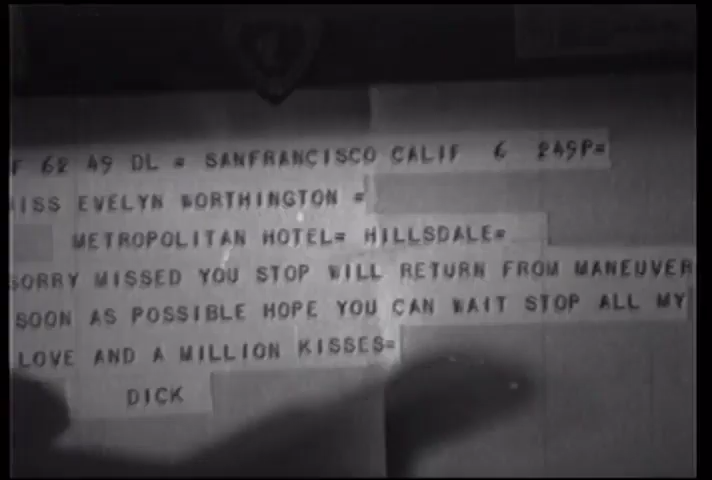 F 62 49 DL = SANFRANCISCO CALIF 6 249P=
ISS EVELYN WORTHINGTON =
METROPOLITAN HOTEL= HILLSDALE=
SORRY MISSED YOU STOP WILL RETURN FROM MANEUVER
SOON AS POSSIBLE HOPE YOU CAN WAIT STOP ALL MY
LOVE AND A MILLION KISSES=
DICK